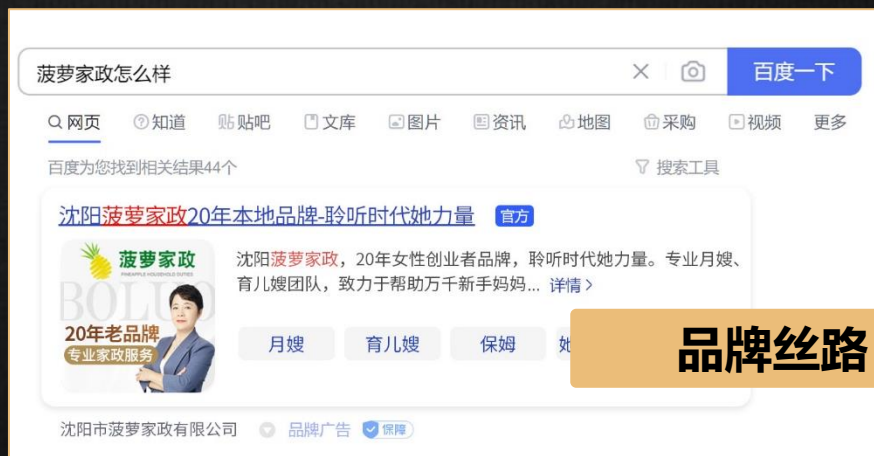 菠萝家政怎么样
百度一下
网页 知道 贴吧 文库 图片 资讯 地图 采购 视频 更多
百度为您找到相关结果44个 搜索工具
沈阳菠萝家政20年本地品牌-聆听时代她力量 官方
菠萝家政
PINEAPPLE HOUSEHOLD DUTIES
BOLUO
20年老品牌
专业家政服务
沈阳菠萝家政，20年女性创业者品牌，聆听时代她力量。专业月嫂、
育儿嫂团队，致力于帮助万千新手妈妈... 详情>
月嫂 育儿嫂 保姆
品牌丝路
沈阳市菠萝家政有限公司 品牌广告 保障